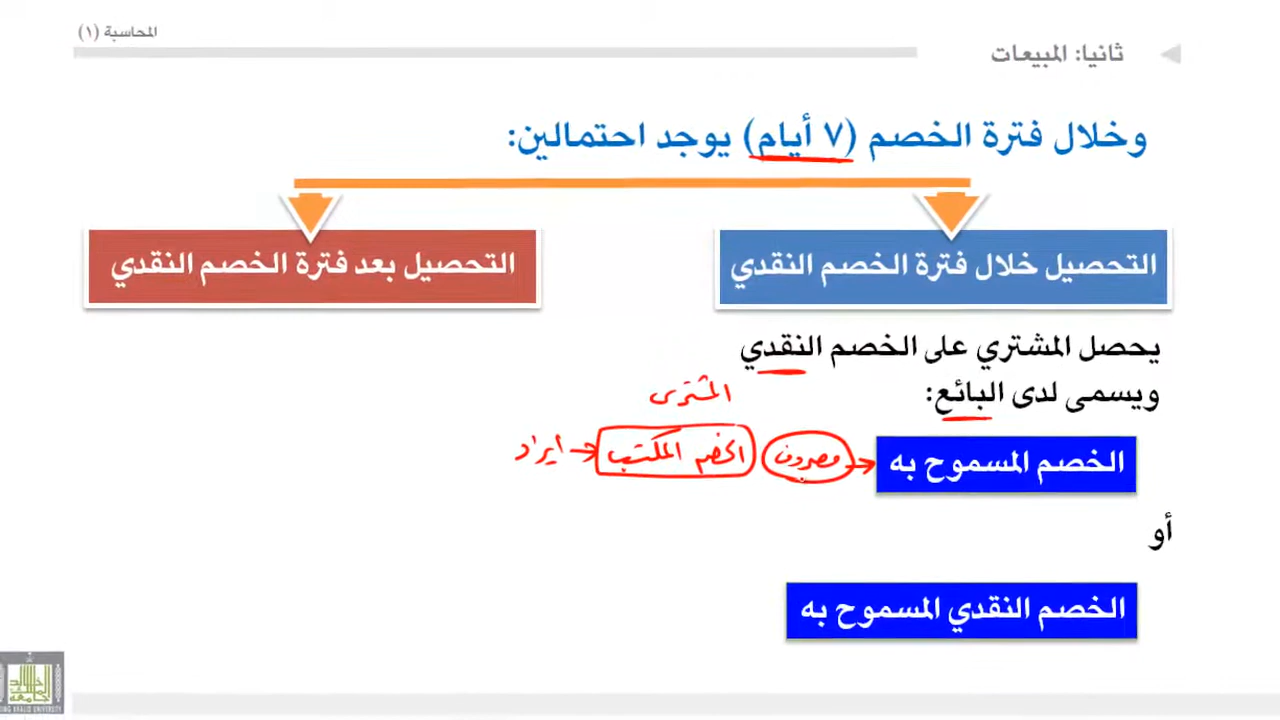 المحاسبة (١)
ثانيا: المبيعات
وخلال فترة الخصم (٧ أيام) يوجد احتمالين:
التحصيل خلال فترة الخصم النقدي
التحصيل بعد فترة الخصم النقدي
يحصل المشتري على الخصم النقدي
ويسمى لدى البائع:
المشترى
الخصم المسموح به
مصروف
الخصم المكتسب
ايراد
أو
الخصم النقدي المسموح به